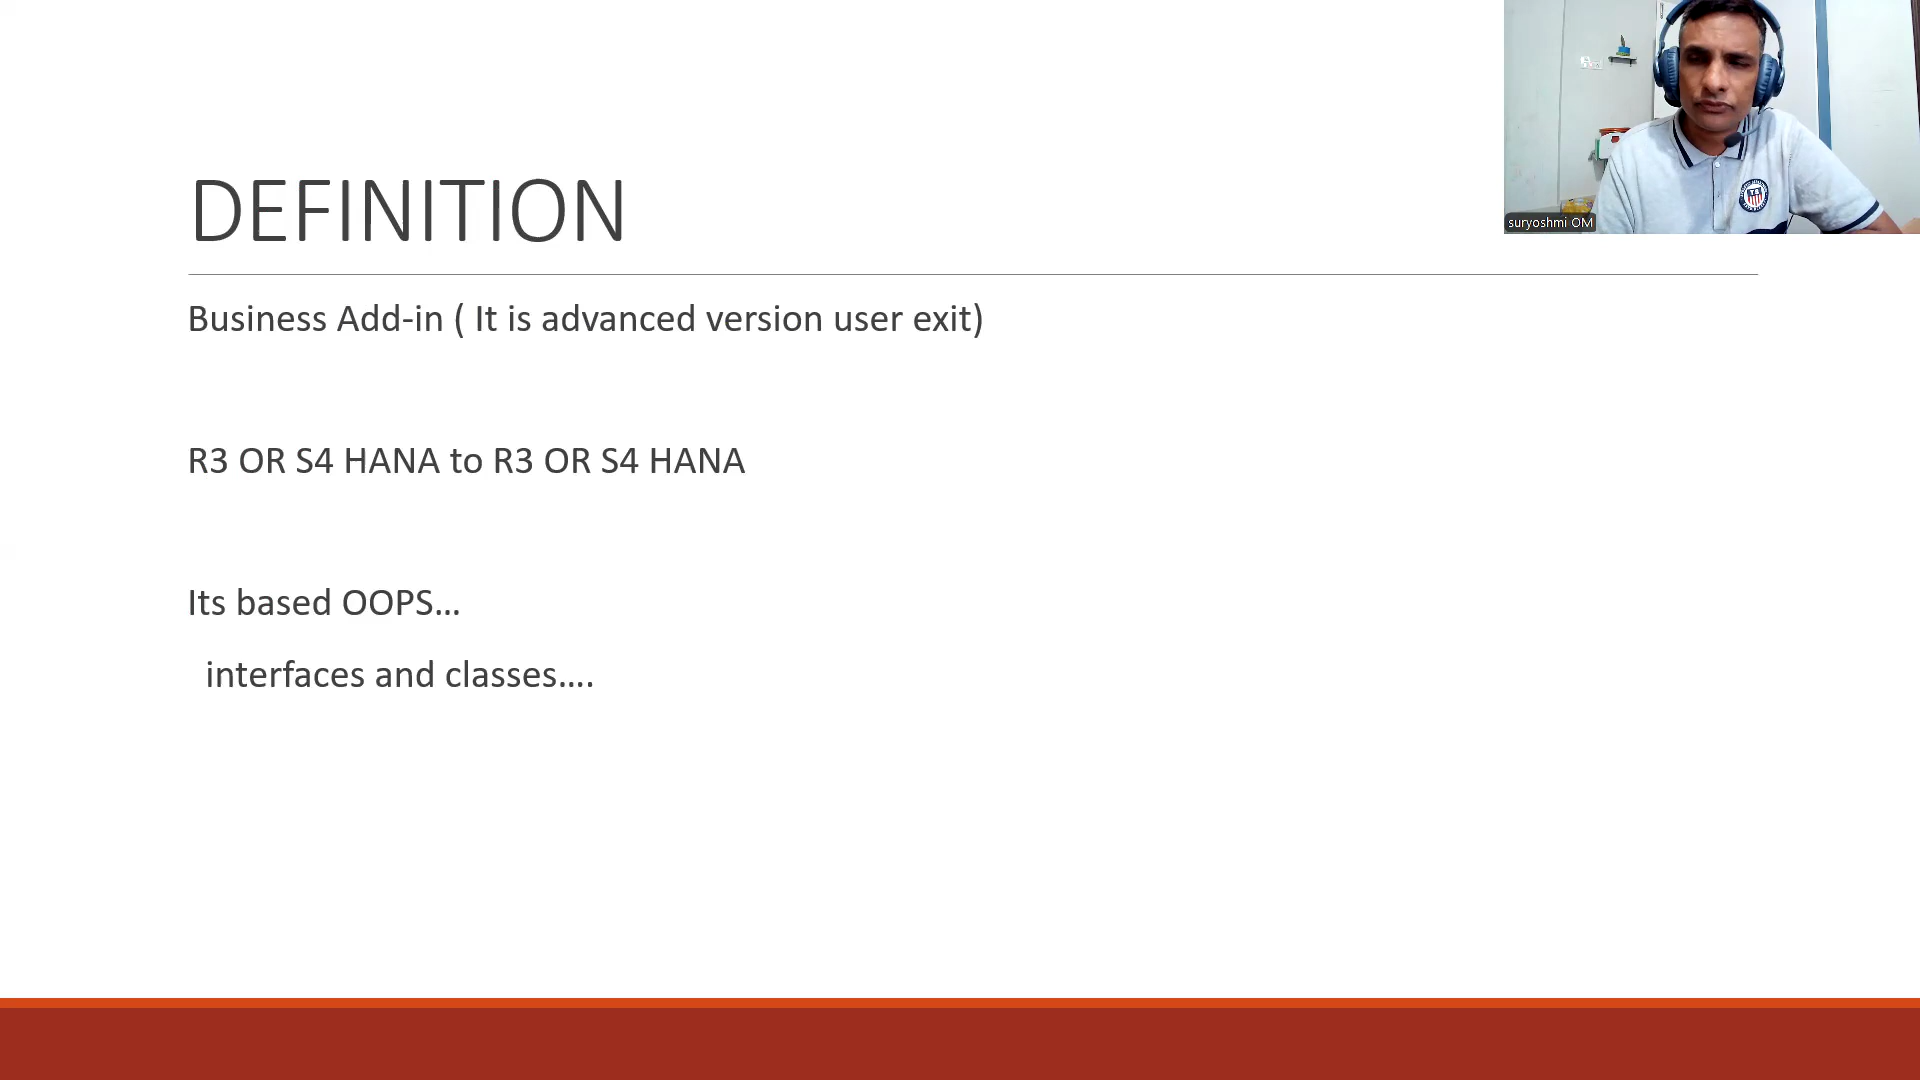 DEFINITION
Business Add-in ( It is advanced version user exit)
R3 OR S4 HANA to R3 OR S4 HANA
Its based OOPS...
interfaces and classes....
suryoshmi OM